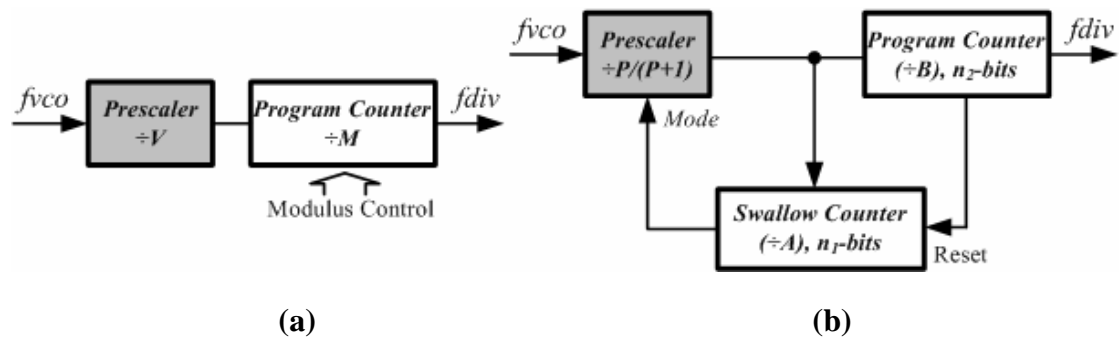 fvco
Prescaler
÷V
Program Counter
÷M
fdiv
Modulus Control
(a)
fvco
Prescaler
÷P/(P+1)
Program Counter
(÷B), n₂-bits
fdiv
Mode
Swallow Counter
(÷A), n₁-bits
Reset
(b)